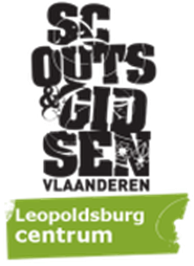 SC
OUTS
& GID
SEN
VLAANDEREN
Leopoldsburg
centrum